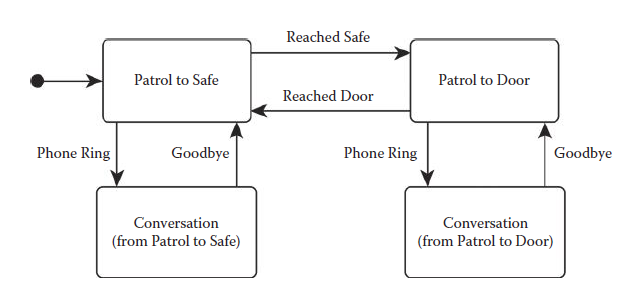 Reached Safe
Patrol to Safe
Patrol to Door
Reached Door
Phone Ring
Goodbye
Phone Ring
Goodbye
Conversation
(from Patrol to Safe)
Conversation
(from Patrol to Door)